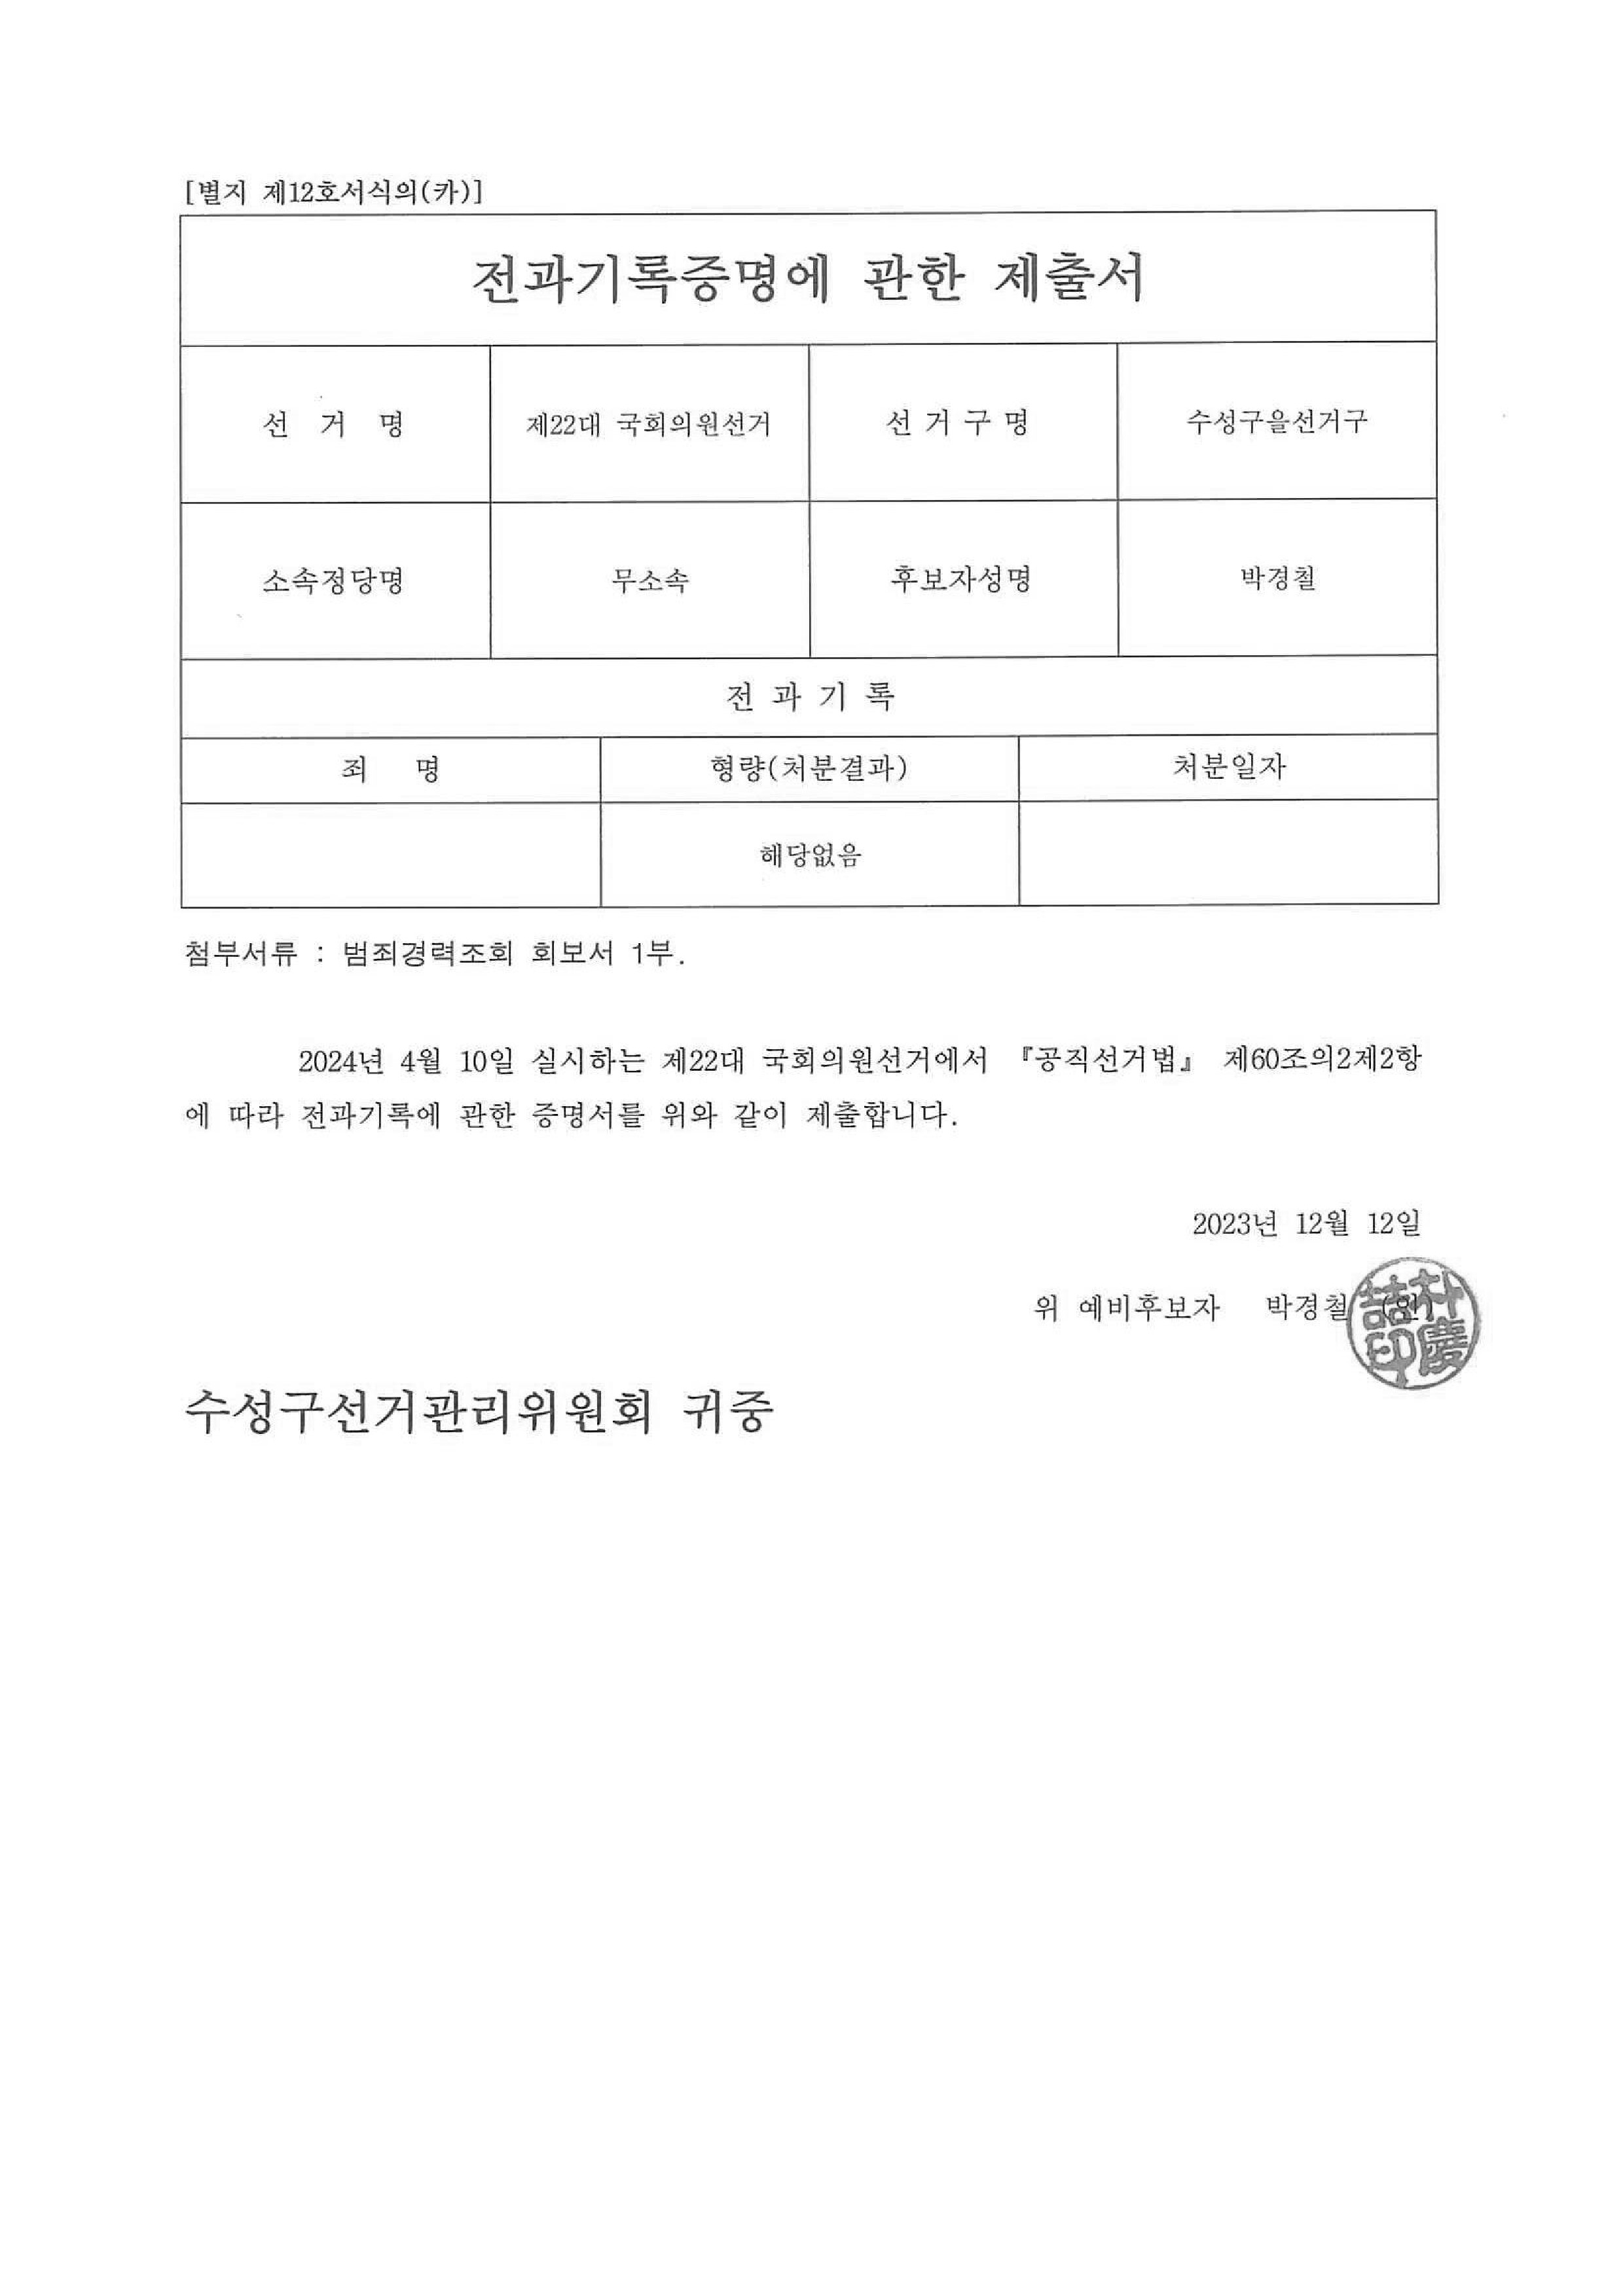 [별지 제12호서식의(카)]
전과기록증명에 관한 제출서
선 거 명 제22대 국회의원선거 선 거 구 명 수성구을선거구
소속정당명 무소속 후보자성명 박경철
전 과 기 록
죄 명 형량(처분결과) 처분일자
해당없음
첨부서류 : 범죄경력조회 회보서 1부.
2024년 4월 10일 실시하는 제22대 국회의원선거에서 『공직선거법』 제60조의2제2항
에 따라 전과기록에 관한 증명서를 위와 같이 제출합니다.
2023년 12월 12일
위 예비후보자 박경철 (인)
수성구선거관리위원회 귀중